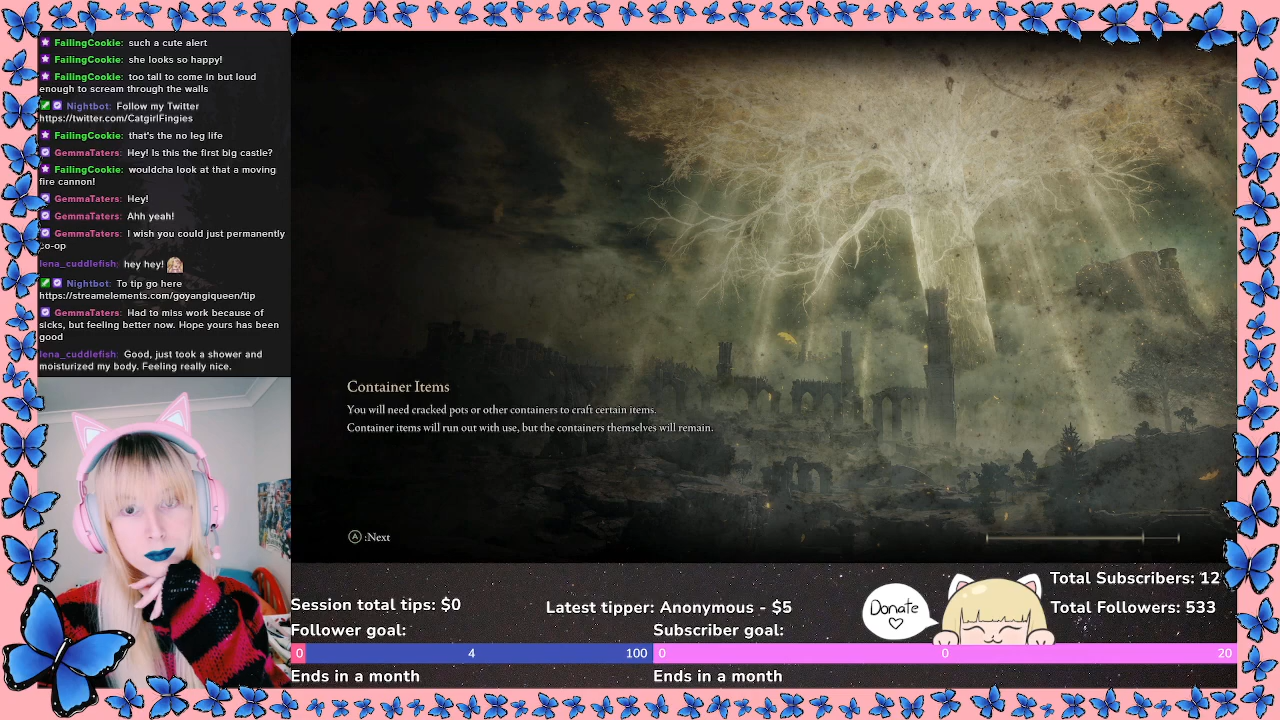 FailingCookie: such a cute alert
FailingCookie: she looks so happy!
FailingCookie: too tall to come in but loud
enough to scream through the walls
Nightbot: Follow my Twitter
https://twitter.com/CatgirlFingies
FailingCookie: that's the no leg life
GemmaTaters: Hey! Is this the first big castle?
FailingCookie: wouldcha look at that a moving
fire cannon!
GemmaTaters: Hey!
GemmaTaters: Ahh yeah!
GemmaTaters: I wish you could just permanently
co-op
lena_cuddlefish: hey hey!
Nightbot: To tip go here
https://streamelements.com/goyangiqueen/tip
GemmaTaters: Had to miss work because of
sicks, but feeling better now. Hope yours has been
good
lena_cuddlefish: Good, just took a shower and
moisturized my body. Feeling really nice.
Container Items
You will need cracked pots or other containers to craft certain items.
Container items will run out with use, but the containers themselves will remain.
A :Next
Session total tips: $0
Latest tipper: Anonymous - $5
Donate
Total Subscribers: 12
Total Followers: 533
Follower goal:
Subscriber goal:
0 4 100
0 0 20
Ends in a month
Ends in a month